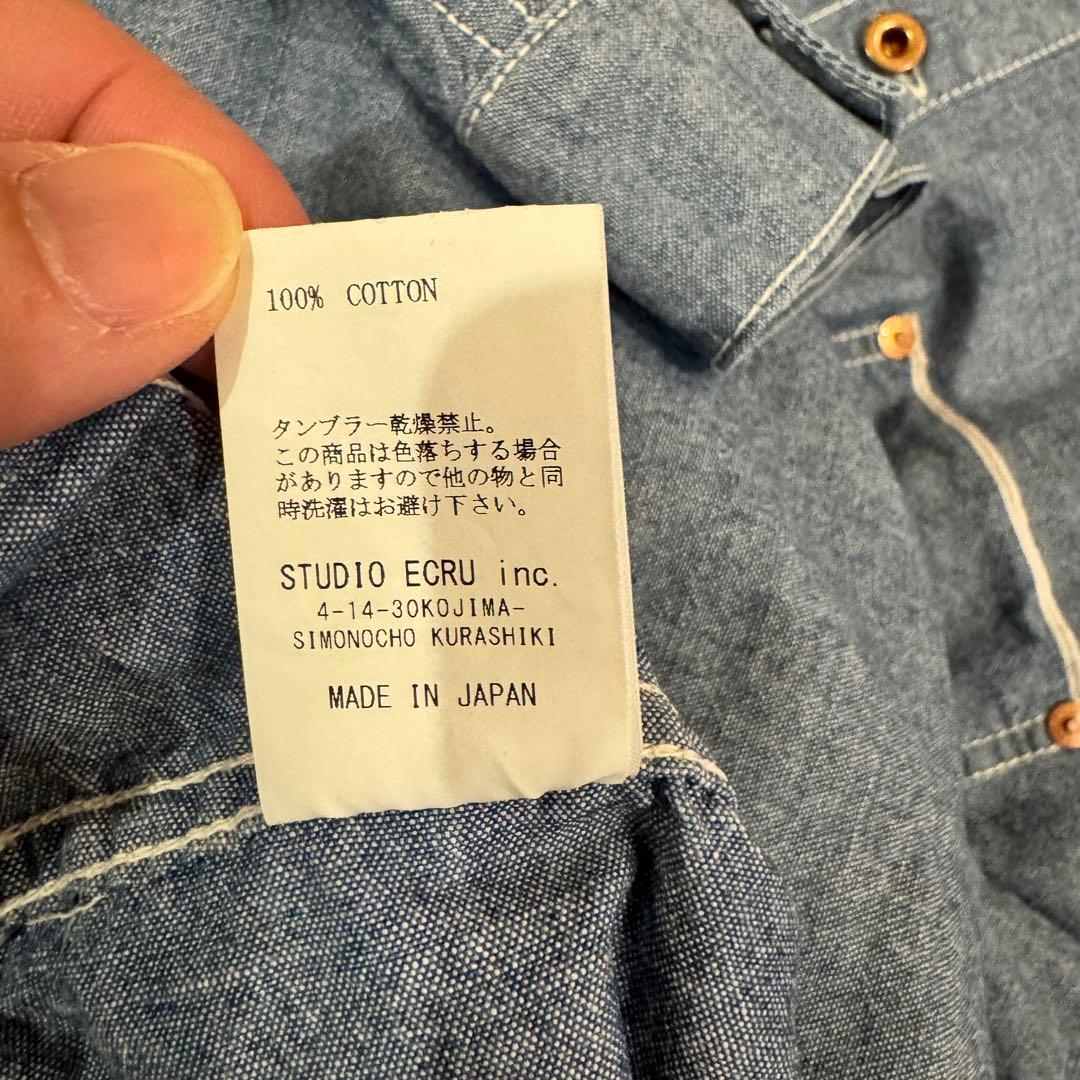 100% COTTON
タンブラー乾燥禁止。
この商品は色落ちする場合
がありますので他の物と同
時洗濯はお避け下さい。
STUDIO ECRU inc.
4-14-30KOJIMA-
SIMONOCHO KURASHIKI
MADE IN JAPAN